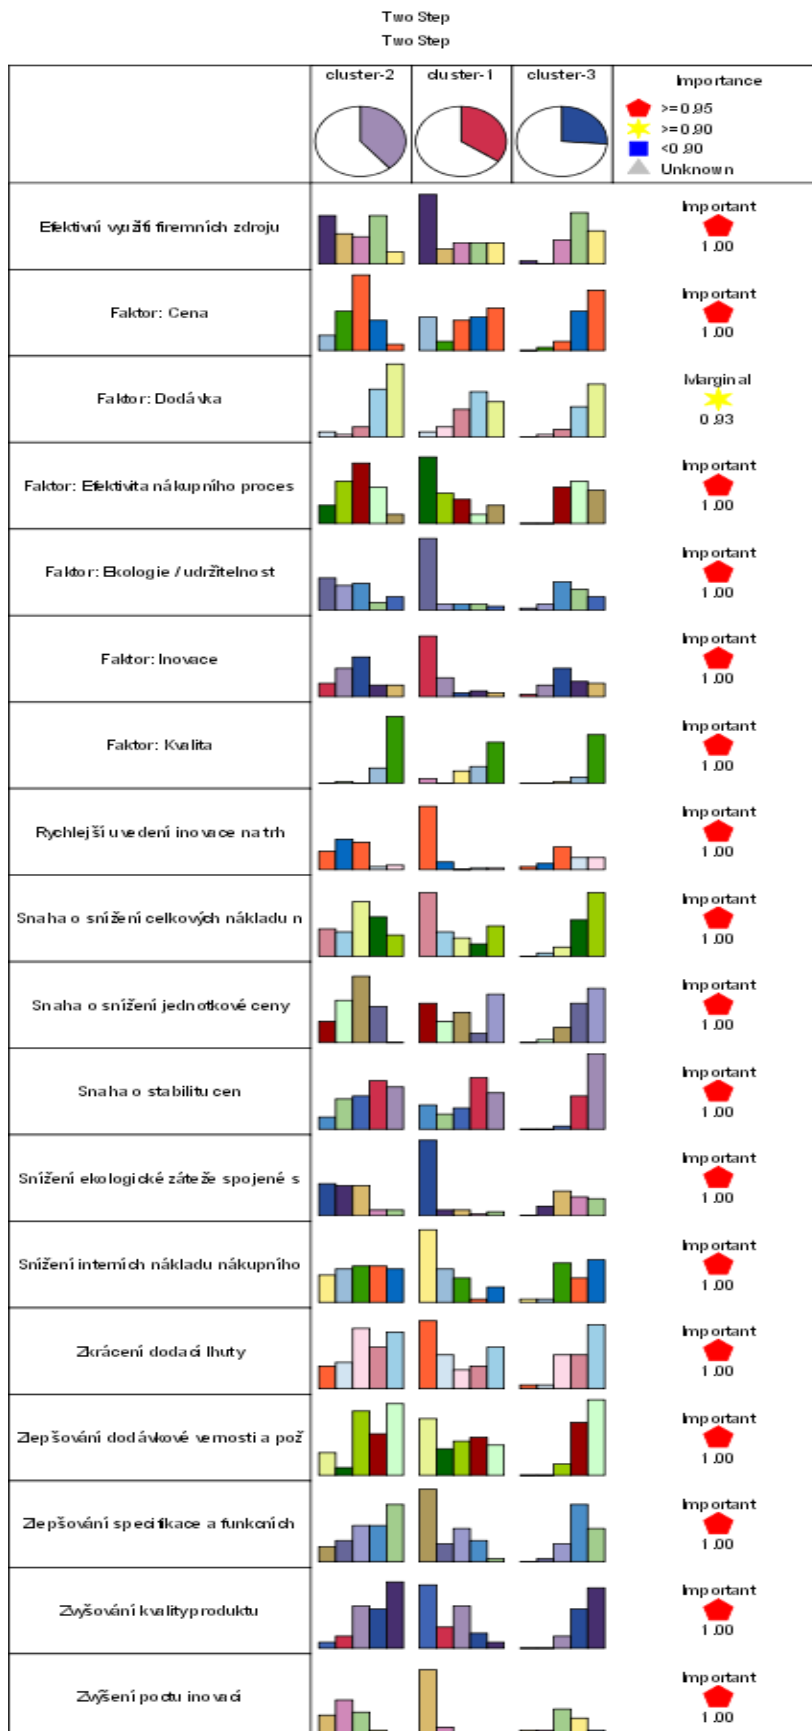 Two Step
Two Step
cluster-2
cluster-1
cluster-3
Importance
>=0.95
>=0.90
<0.90
Unknown
Efektivní využití firemních zdroju
Important
1.00
Faktor: Cena
Important
1.00
Faktor: Dodávka
Marginal
0.93
Faktor: Efektivita nákupního proces
Important
1.00
Faktor: Ekologie / udržitelnost
Important
1.00
Faktor: Inovace
Important
1.00
Faktor: Kvalita
Important
1.00
Rychlejší uvedení inovace na trh
Important
1.00
Snaha o snížení celkových nákladu n
Important
1.00
Snaha o snížení jednotkové ceny
Important
1.00
Snaha o stabilitu cen
Important
1.00
Snížení ekologické záteže spojené s
Important
1.00
Snížení interních nákladu nákupního
Important
1.00
Zkrácení dodací lhuty
Important
1.00
Zlepšování dodávkové vernosti a pož
Important
1.00
Zlepšování specifikace a funkcních
Important
1.00
Zvyšování kvality produktu
Important
1.00
Zvýšení poctu inovací
Important
1.00